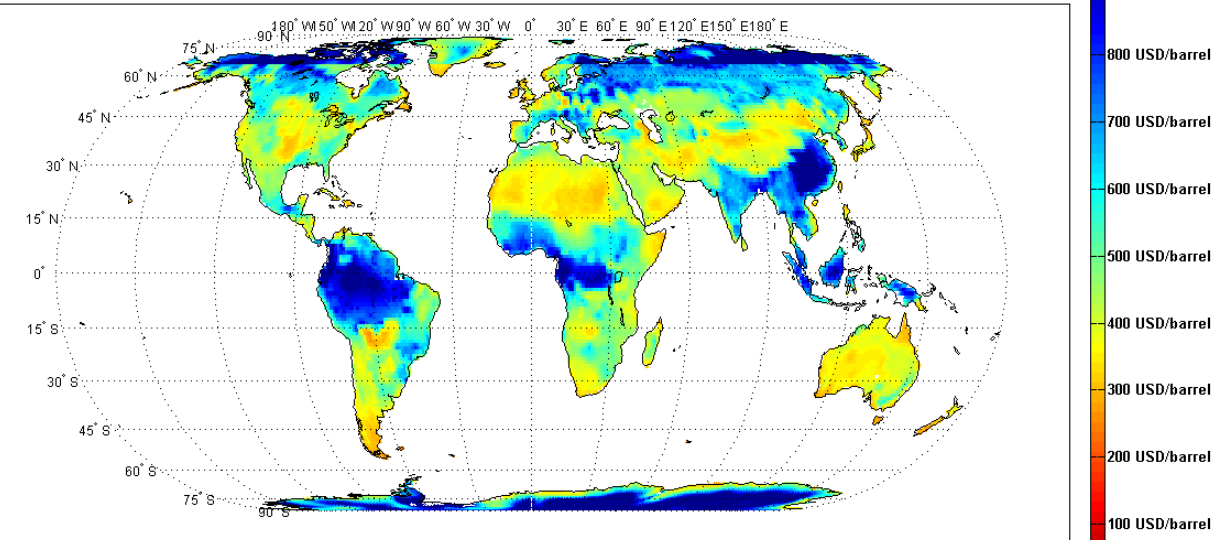 180° W 150° W 120° W 90° W 60° W 30° W 0° 30° E 60° E 90° E 120° E 150° E 180° E
90° N
75° N
60° N
45° N
30° N
15° N
0°
15° S
30° S
45° S
60° S
75° S
90° S
800 USD/barrel
700 USD/barrel
600 USD/barrel
500 USD/barrel
400 USD/barrel
300 USD/barrel
200 USD/barrel
100 USD/barrel